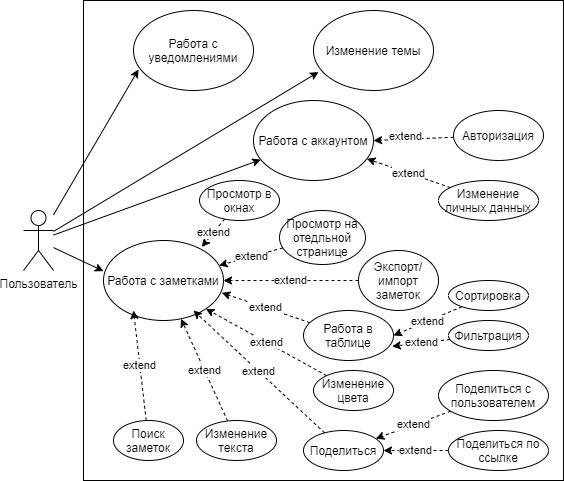 Работа с
уведомлениями
Изменение темы
Работа с аккаунтом
extend
Авторизация
extend
Изменение
личных данных
Просмотр в
окнах
extend
Просмотр на
отедльной
странице
extend
Пользователь
Работа с заметками
extend
Экспорт/
импорт
заметок
extend
Работа в
таблице
extend
Сортировка
extend
Фильтрация
extend
Изменение
цвета
extend
extend
extend
Поиск
заметок
Изменение
текста
Поделиться
extend
Поделиться с
пользователем
extend
Поделиться по
ссылке